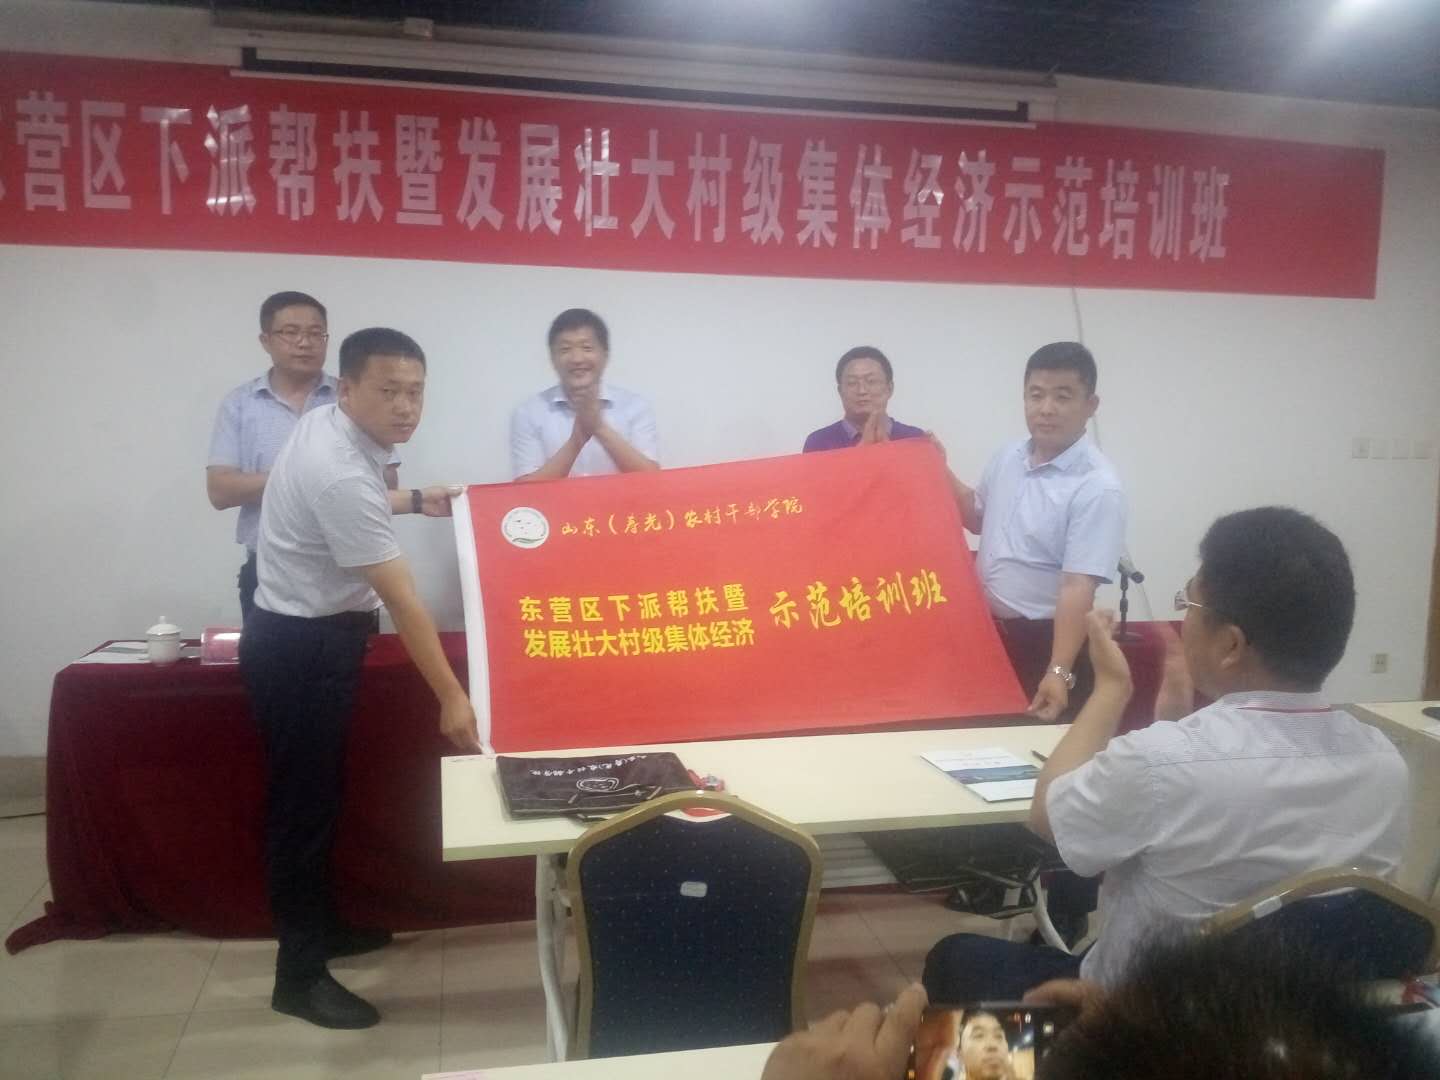 东营区下派帮扶暨发展壮大村级集体经济示范培训班
山东（寿光）农村干部学院
东营区下派帮扶暨
发展壮大村级集体经济
示范培训班